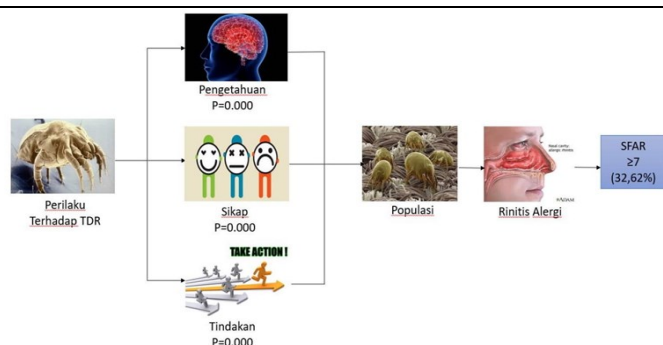 Perilaku
Terhadap TDR
Pengetahuan
P=0.000
Sikap
P=0.000
TAKE ACTION !
Tindakan
P=0.000
Populasi
Rinitis Alergi
SFAR
≥7
(32,62%)